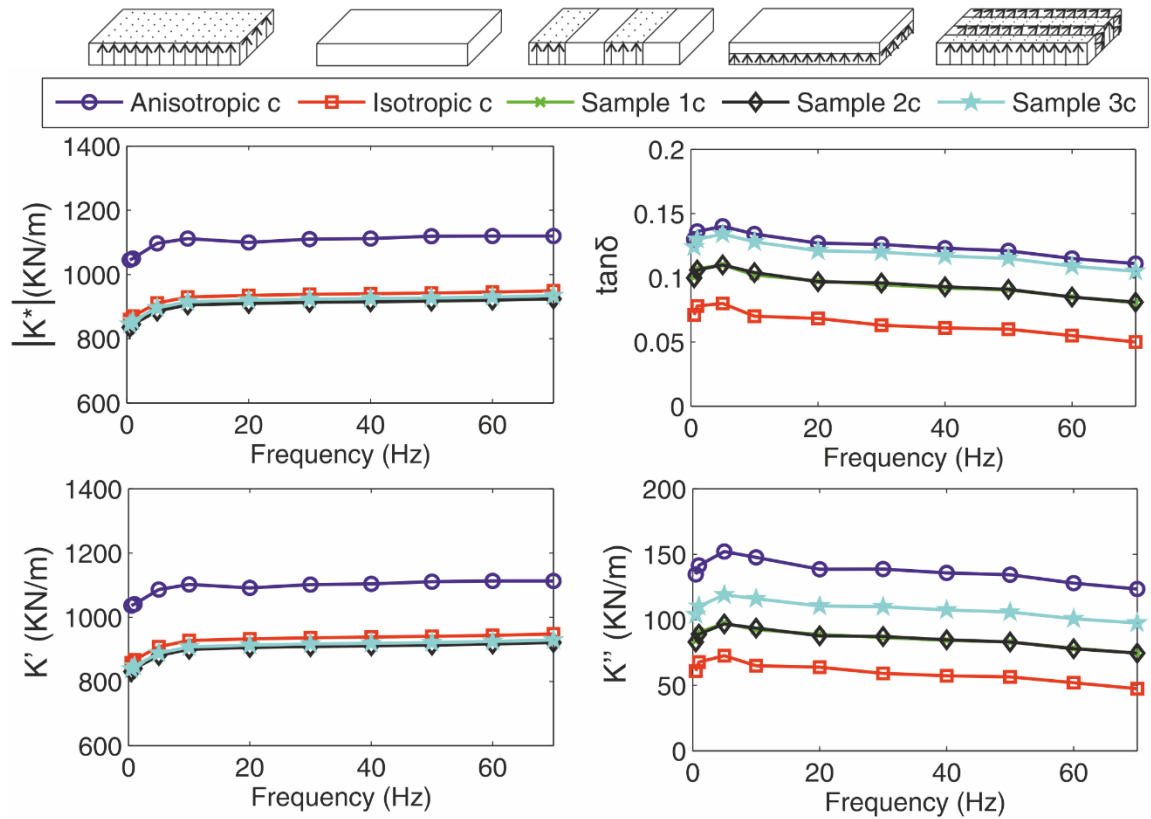 Anisotropic c Isotropic c Sample 1c Sample 2c Sample 3c
1400
1200
1000
800
600
|K*|(KN/m)
0 20 40 60
Frequency (Hz)
0.2
0.15
0.1
0.05
0
tanδ
0 20 40 60
Frequency (Hz)
1400
1200
1000
800
600
K’ (KN/m)
0 20 40 60
Frequency (Hz)
200
150
100
50
0
K’’ (KN/m)
0 20 40 60
Frequency (Hz)